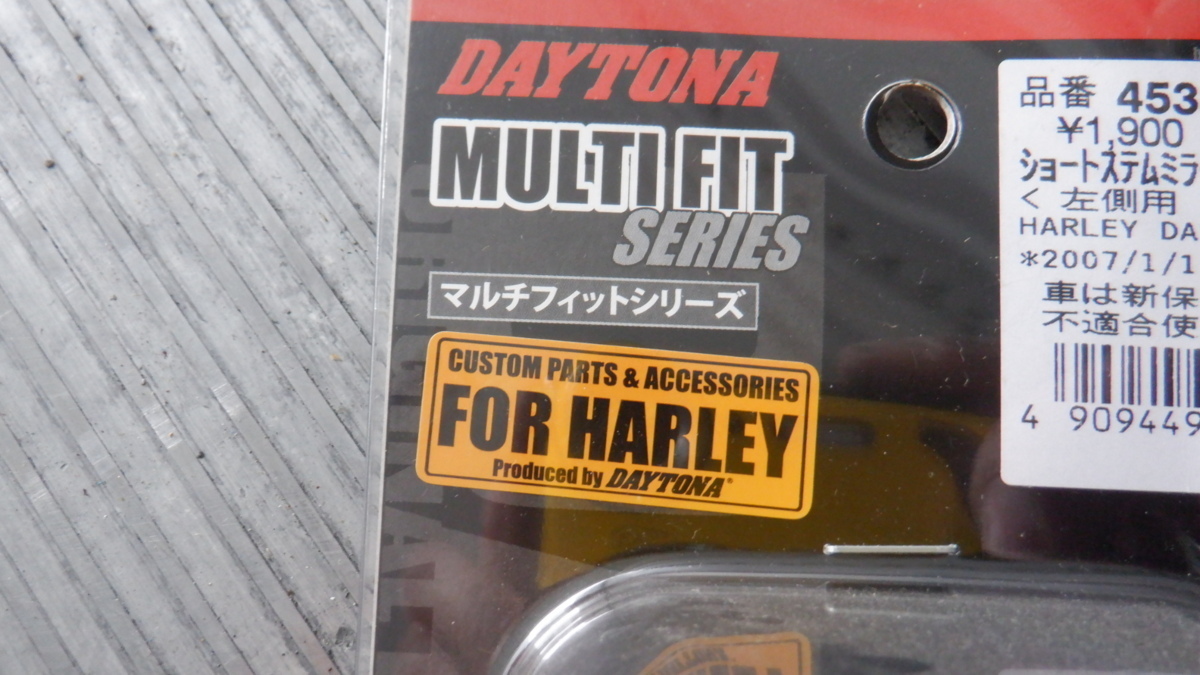 DAYTONA
MULTI FIT
SERIES
マルチフィットシリーズ
CUSTOM PARTS & ACCESSORIES
FOR HARLEY
Produced by DAYTONA®
品番 453
¥1,900
ショートステムミラ
< 左側用
HARLEY DA
*2007/1/1
車は新保
不適合使
4 909449